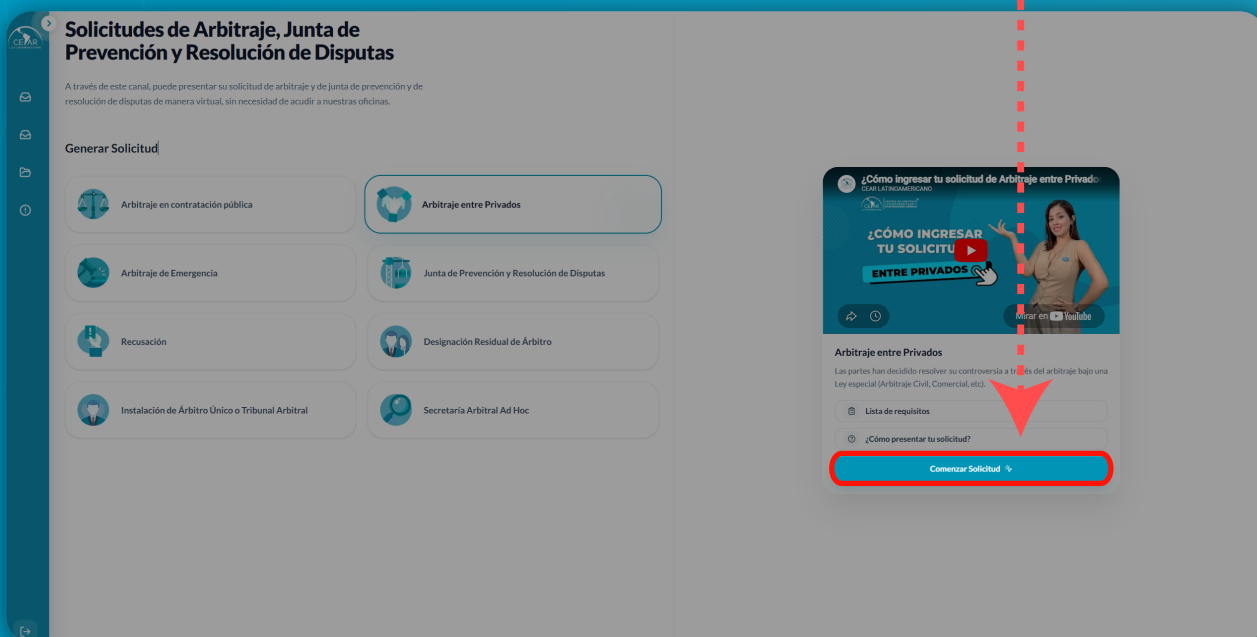 CEAR
Solicitudes de Arbitraje, Junta de
Prevención y Resolución de Disputas
A través de este canal, puede presentar su solicitud de arbitraje y de junta de prevención y de
resolución de disputas de manera virtual, sin necesidad de acudir a nuestras oficinas.
Generar Solicitud
Arbitraje en contratación pública
Arbitraje entre Privados
Arbitraje de Emergencia
Junta de Prevención y Resolución de Disputas
Recusación
Designación Residual de Árbitro
Instalación de Árbitro Único o Tribunal Arbitral
Secretaría Arbitral Ad Hoc
¿Cómo ingresar tu solicitud de Arbitraje entre Privado
CEAR LATINOAMERICANO
CEAR
¿CÓMO INGRESAR
TU SOLICITU
ENTRE PRIVADOS
Mirar en YouTube
Arbitraje entre Privados
Las partes han decidido resolver su controversia a través del arbitraje bajo una
Ley especial (Arbitraje Civil, Comercial, etc).
Lista de requisitos
¿Cómo presentar tu solicitud?
Comenzar Solicitud